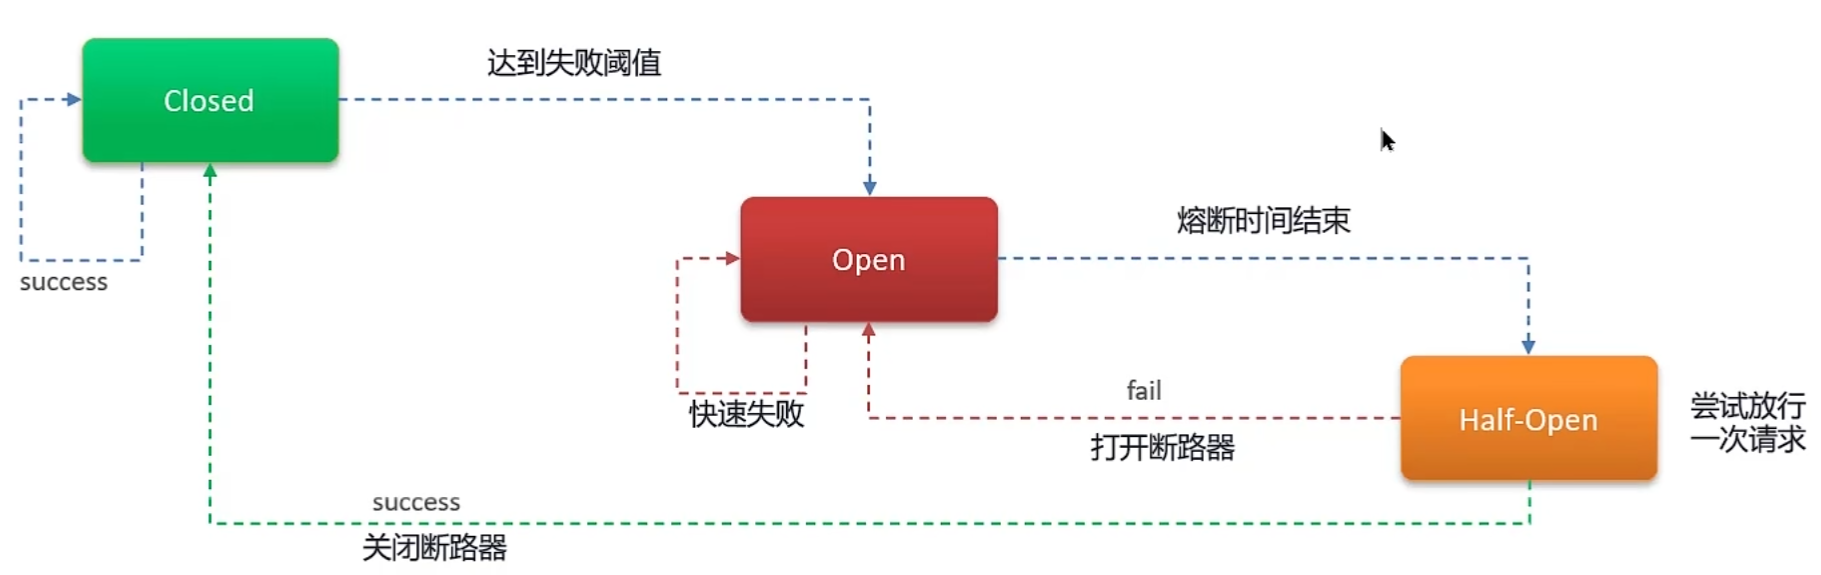 达到失败阈值
Closed
success
熔断时间结束
Open
快速失败
fail
打开断路器
Half-Open
尝试放行
一次请求
success
关闭断路器